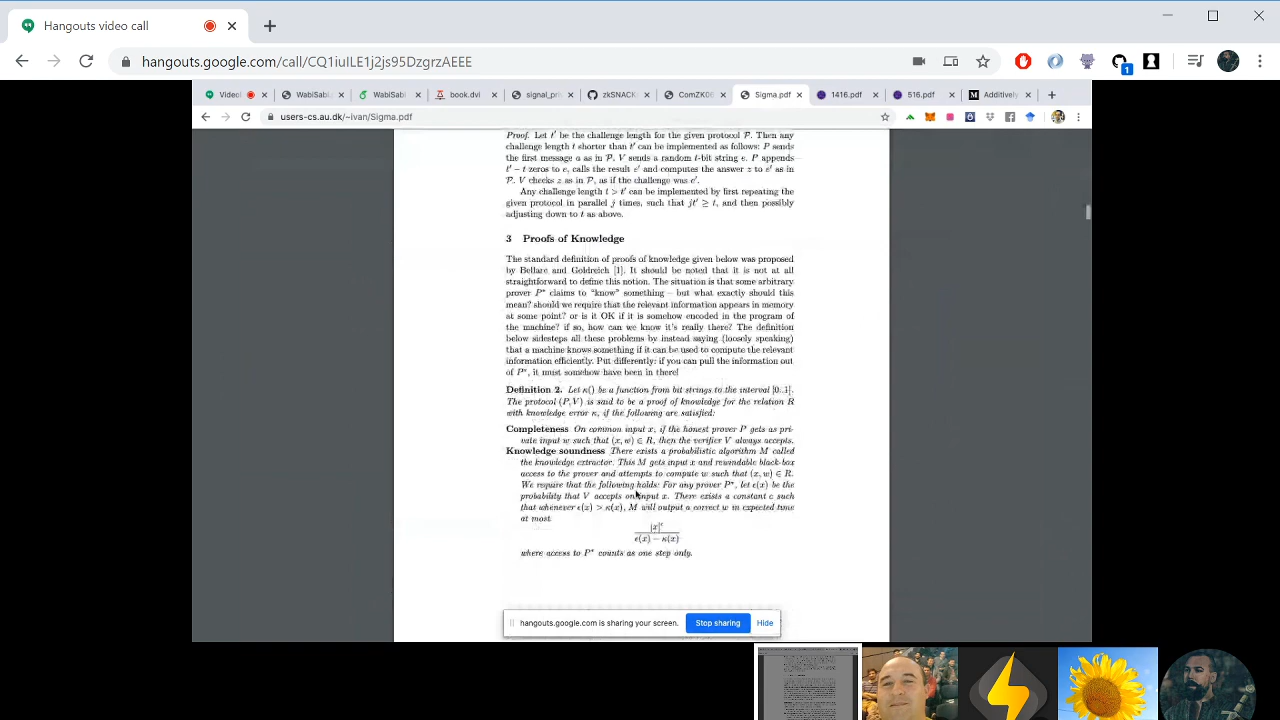 Hangouts video call
hangouts.google.com/call/CQ1iuILE1j2js95DzgrzAEEE
1
Video
WabiSabi
WabiSabi
book.dvi
signal_pri
zkSNACK
ComZK08
Sigma.pdf
1416.pdf
516.pdf
Additively
users-cs.au.dk/~ivan/Sigma.pdf
Proof. Let t′ be the challenge length for the given protocol P. Then any
challenge length t shorter than t′ can be implemented as follows: P sends
the first message a as in P. V sends a random t-bit string e. P appends
t′ − t zeros to e, calls the result e′ and computes the answer z to e′ as in
P. V checks z as in P, as if the challenge was e′.
Any challenge length t > t′ can be implemented by first repeating the
given protocol in parallel j times, such that jt′ ≥ t, and then possibly
adjusting down to t as above.
3 Proofs of Knowledge
The standard definition of proofs of knowledge given below was proposed
by Bellare and Goldreich [1]. It should be noted that it is not at all
straightforward to define this notion. The situation is that some arbitrary
prover P* claims to “know” something – but what exactly should this
mean? should we require that the relevant information appears in memory
at some point? or is it OK if it is somehow encoded in the program of
the machine? if so, how can we know it's really there? The definition
below sidesteps all these problems by instead saying (loosely speaking)
that a machine knows something if it can be used to compute the relevant
information efficiently. Put differently: if you can pull the information out
of P*, it must somehow have been in there!
Definition 2. Let κ() be a function from bit strings to the interval [0..1].
The protocol (P, V) is said to be a proof of knowledge for the relation R
with knowledge error κ, if the following are satisfied:
Completeness On common input x, if the honest prover P gets as pri-
vate input w such that (x, w) ∈ R, then the verifier V always accepts.
Knowledge soundness There exists a probabilistic algorithm M called
the knowledge extractor. This M gets input x and rewindable black-box
access to the prover and attempts to compute w such that (x, w) ∈ R.
We require that the following holds: For any prover P*, let ε(x) be the
probability that V accepts on input x. There exists a constant c such
that whenever ε(x) > κ(x), M will output a correct w in expected time
at most
|x|^c
ε(x) − κ(x)
where access to P* counts as one step only.
hangouts.google.com is sharing your screen.
Stop sharing
Hide